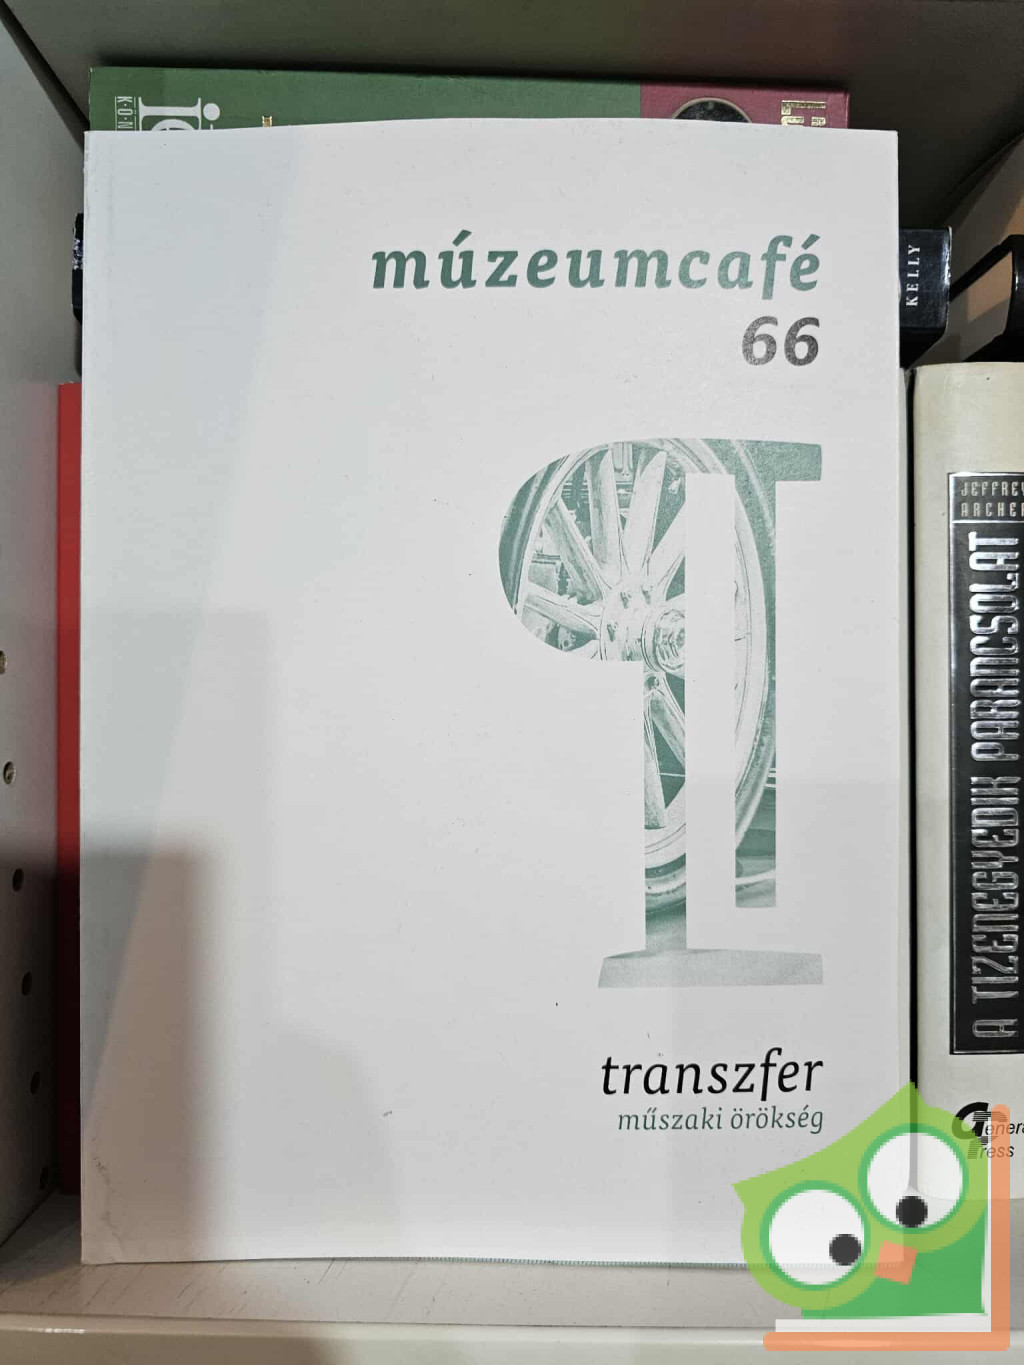 múzeumcafé
66
transzfer
műszaki örökség
KELLY
JEFFREY
ARCHER
A TIZENEGYEDIK PARANCSOLAT